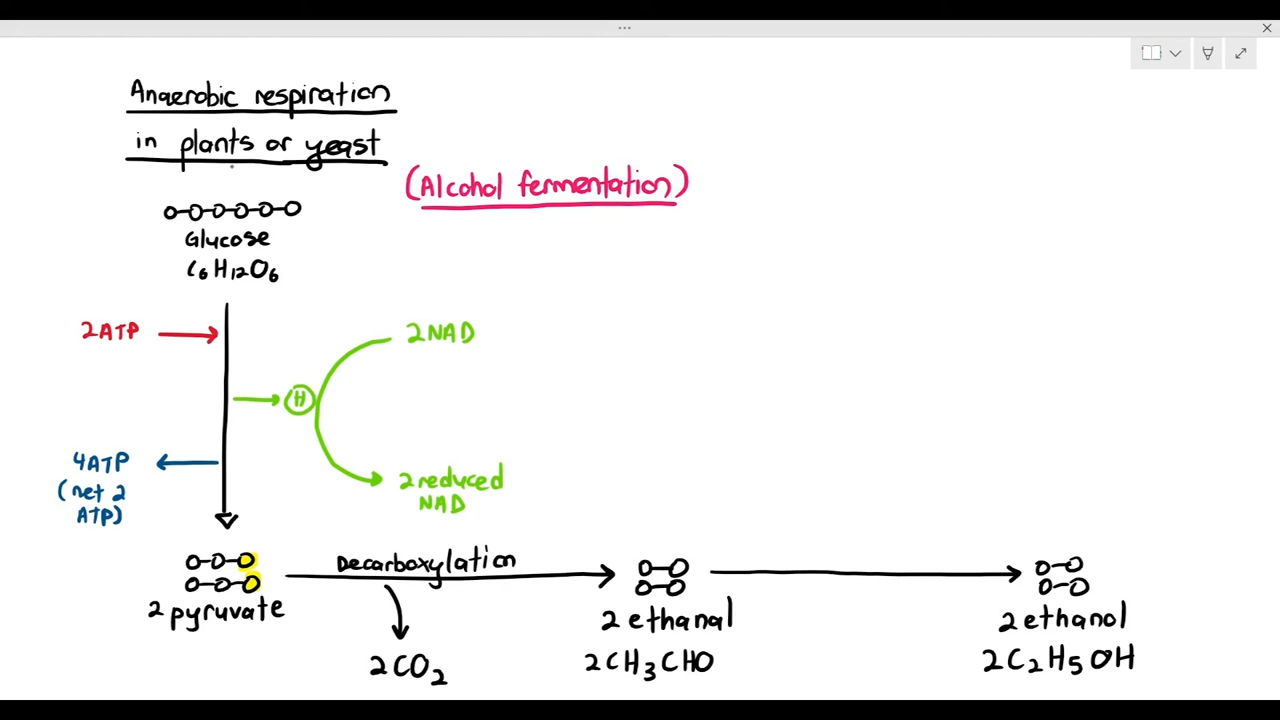 Anaerobic respiration
in plants or yeast
(Alcohol fermentation)
Glucose
C6H12O6
2ATP
2NAD
H
4ATP
(net 2
ATP)
2 reduced
NAD
Decarboxylation
2 pyruvate
2CO2
2 ethanal
2CH3CHO
2 ethanol
2C2H5OH